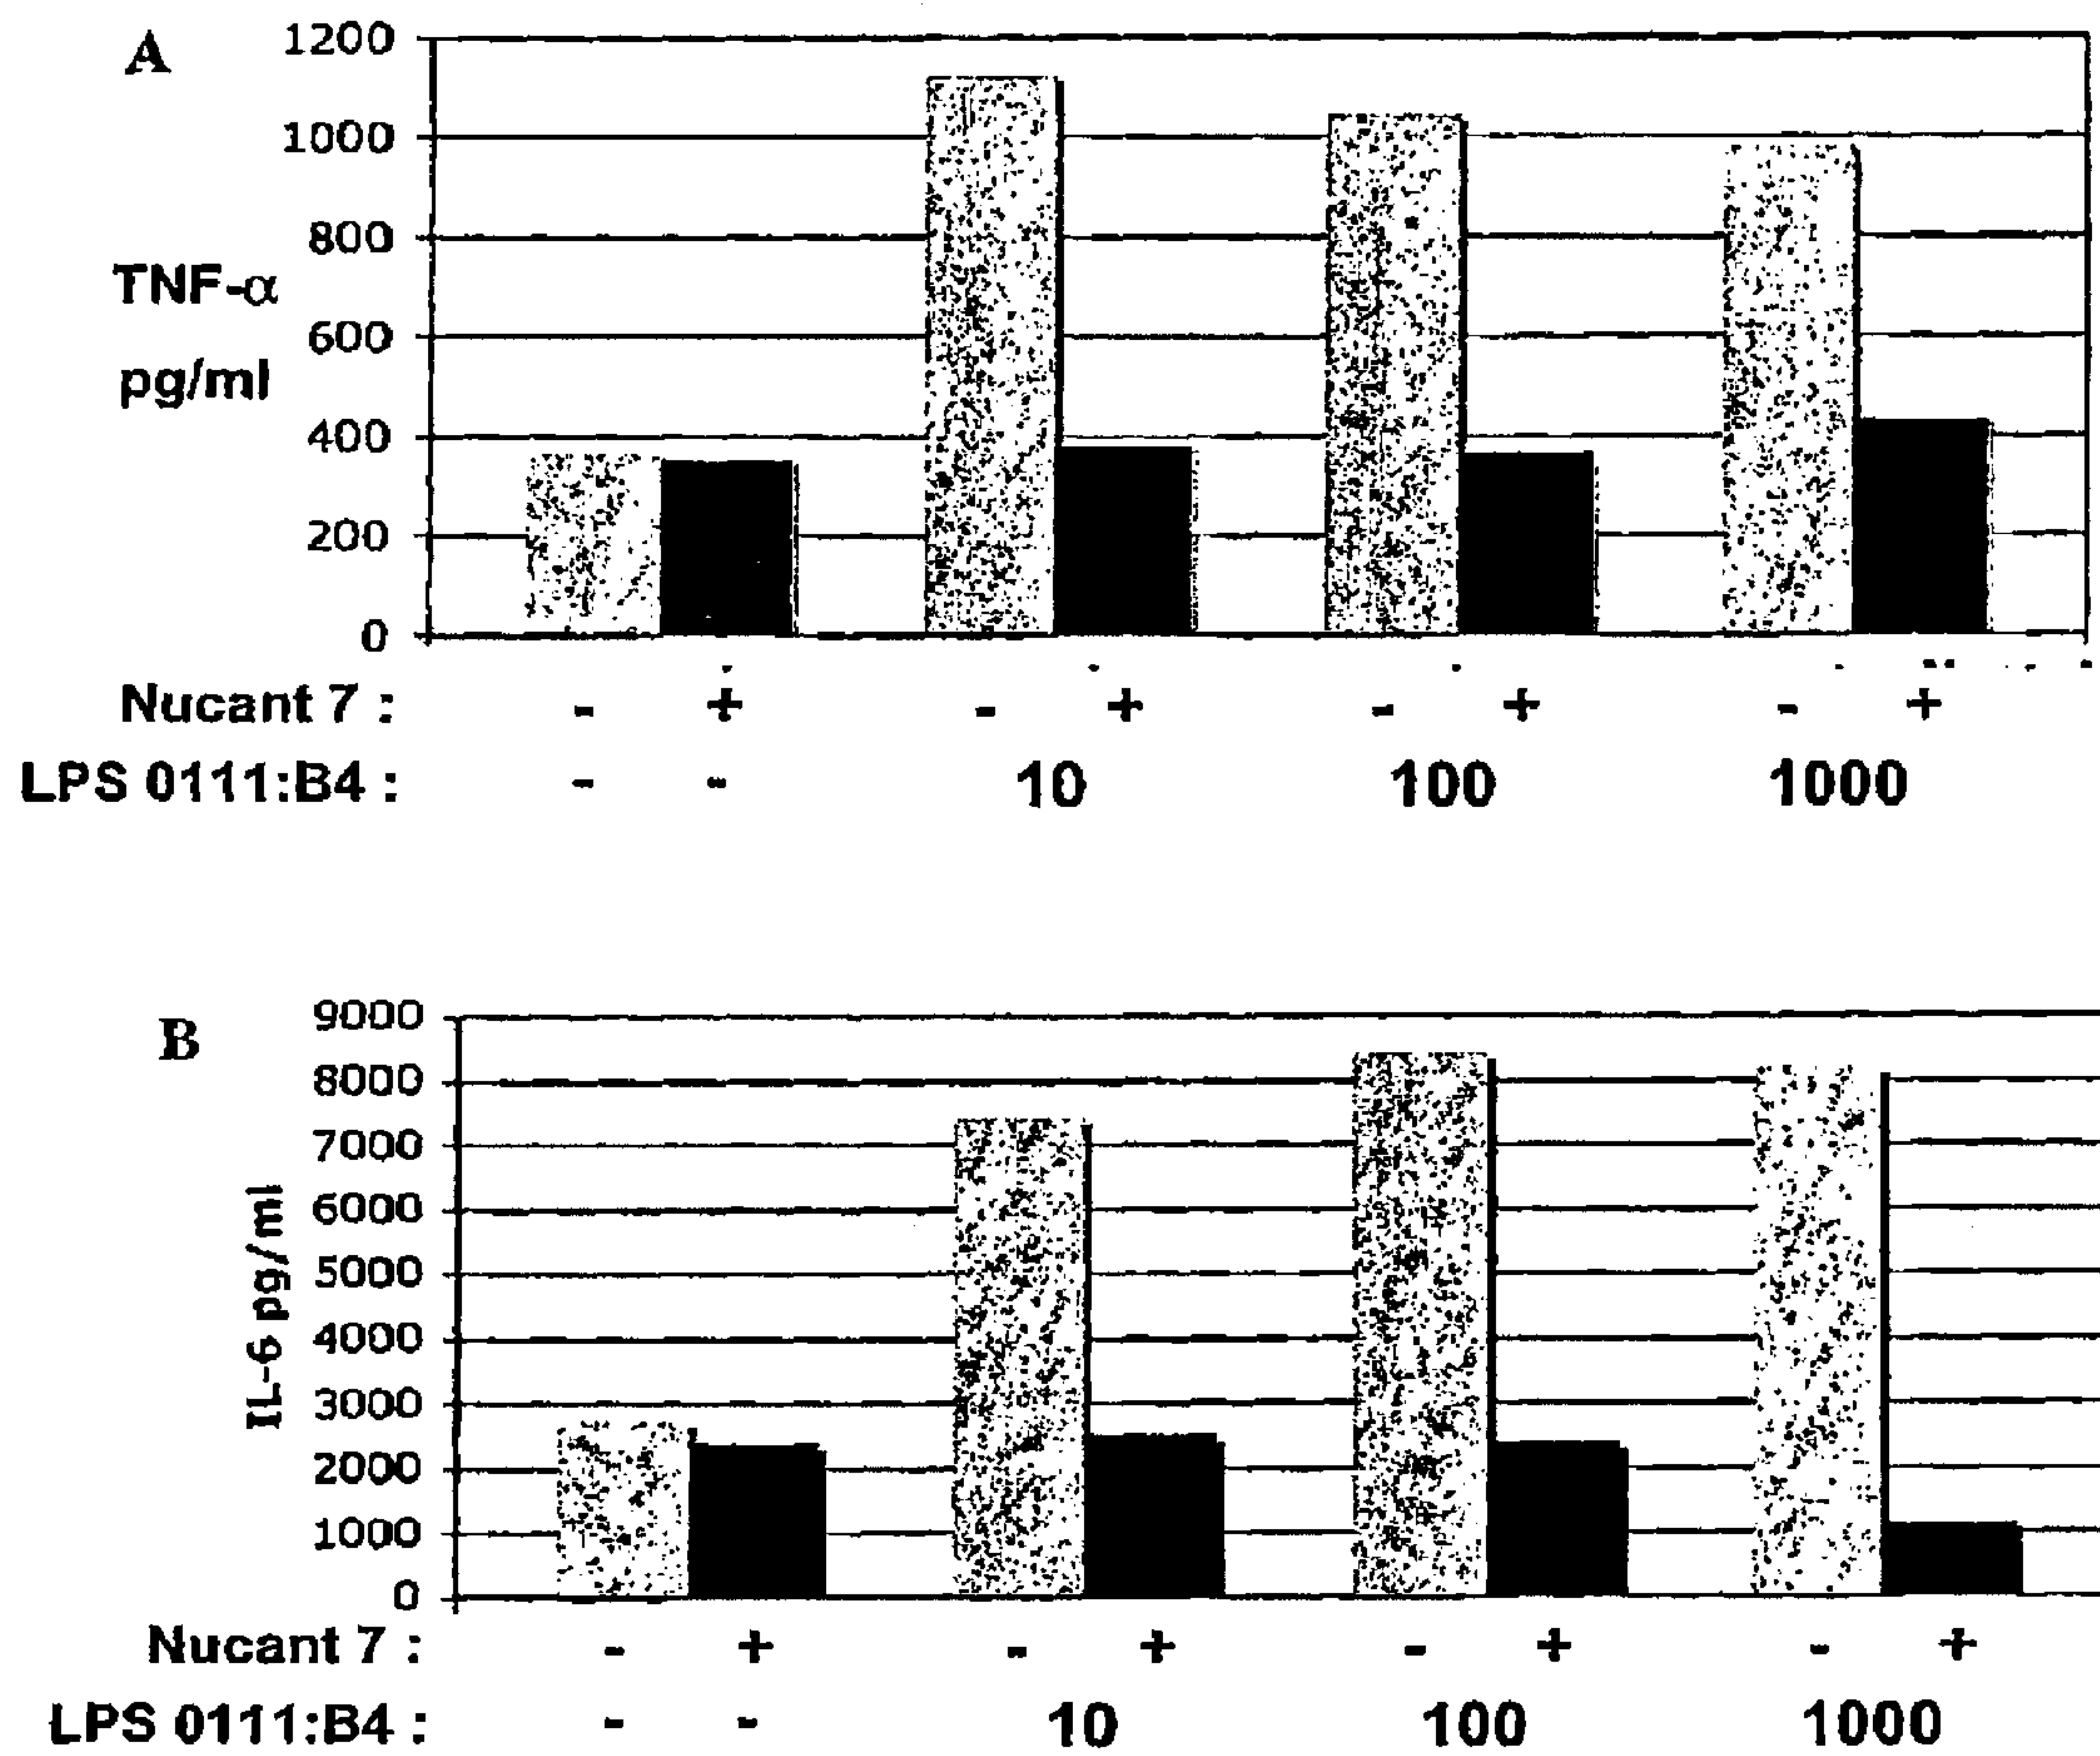 A
1200
1000
800
600
400
200
0
TNF-α
pg/ml
Nucant 7 : - + - + - + - +
LPS 0111:B4 : - - 10 100 1000
B
9000
8000
7000
6000
5000
4000
3000
2000
1000
0
IL-6 pg/ml
Nucant 7 : - + - + - + - +
LPS 0111:B4 : - - 10 100 1000